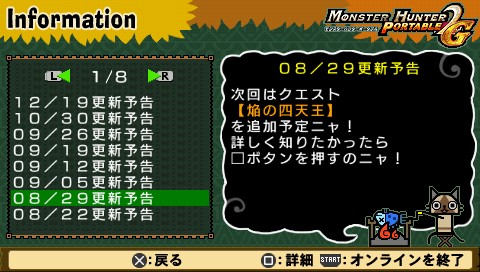 Information
MONSTER HUNTER
PORTABLE 2nd G
L 1/8 R
12/19更新予告
10/30更新予告
09/26更新予告
09/19更新予告
09/12更新予告
09/05更新予告
08/29更新予告
08/22更新予告
08/29更新予告
次回はクエスト
【焔の四天王】
を追加予定ニャ！
詳しく知りたかったら
□ボタンを押すのニャ！
×:戻る
□:詳細 START:オンラインを終了